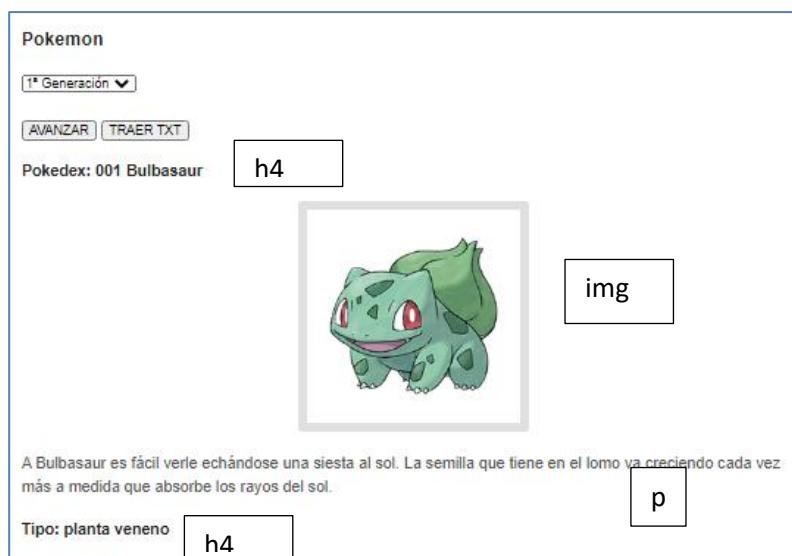 Pokemon
1ª Generación
AVANZAR TRAER TXT
Pokedex: 001 Bulbasaur
h4
img
A Bulbasaur es fácil verle echándose una siesta al sol. La semilla que tiene en el lomo va creciendo cada vez
más a medida que absorbe los rayos del sol.
p
Tipo: planta veneno
h4